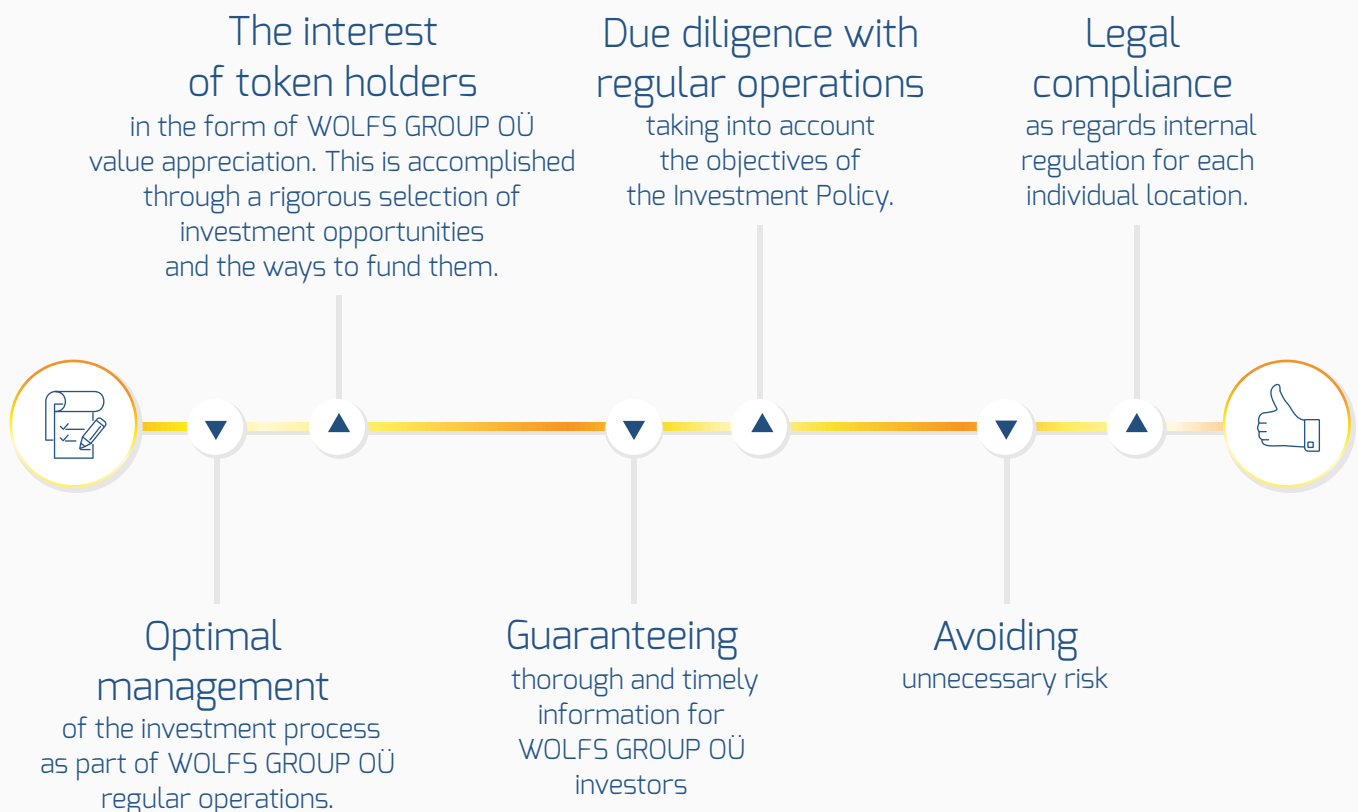 The interest
of token holders
in the form of WOLFS GROUP OÜ
value appreciation. This is accomplished
through a rigorous selection of
investment opportunities
and the ways to fund them.
Due diligence with
regular operations
taking into account
the objectives of
the Investment Policy.
Legal
compliance
as regards internal
regulation for each
individual location.
Optimal
management
of the investment process
as part of WOLFS GROUP OÜ
regular operations.
Guaranteeing
thorough and timely
information for
WOLFS GROUP OÜ
investors
Avoiding
unnecessary risk